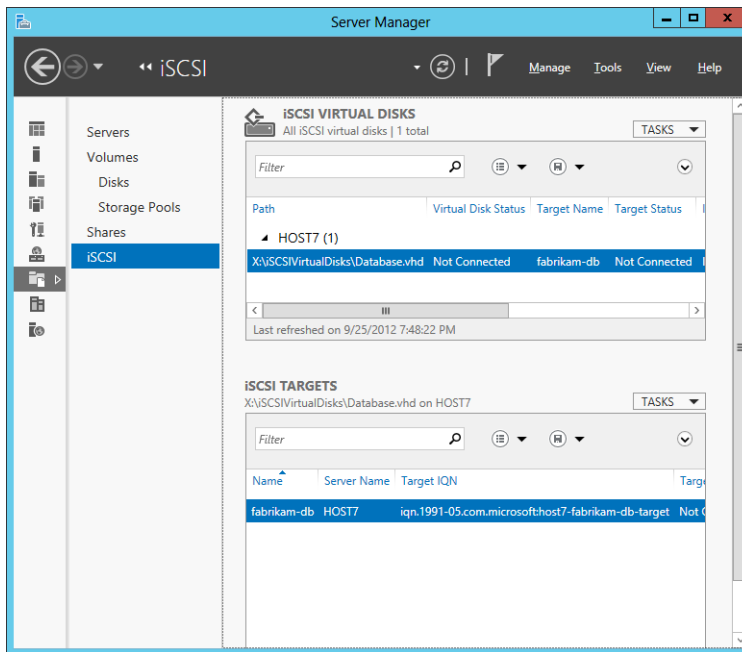 Server Manager
iSCSI
Manage Tools View Help
Servers
Volumes
Disks
Storage Pools
Shares
iSCSI
iSCSI VIRTUAL DISKS
All iSCSI virtual disks | 1 total
TASKS
Filter
Path Virtual Disk Status Target Name Target Status
HOST7 (1)
X:\iSCSIVirtualDisks\Database.vhd Not Connected fabrikam-db Not Connected
Last refreshed on 9/25/2012 7:48:22 PM
iSCSI TARGETS
X:\iSCSIVirtualDisks\Database.vhd on HOST7
TASKS
Filter
Name Server Name Target IQN Targe
fabrikam-db HOST7 iqn.1991-05.com.microsoft:host7-fabrikam-db-target Not